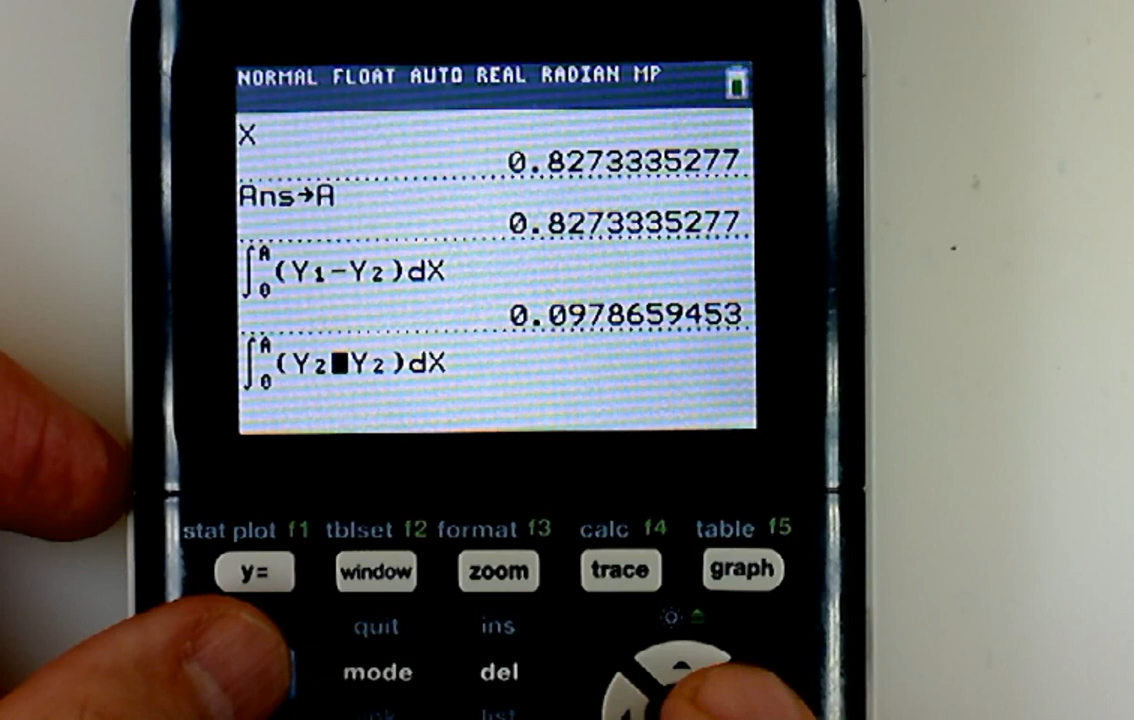 NORMAL FLOAT AUTO REAL RADIAN MP
X
0.8273335277
Ans→A
0.8273335277
∫₀ᴬ(Y₁-Y₂)dX
0.0978659453
∫₀ᴬ(Y₂■Y₂)dX
stat plot f1 tblset f2 format f3 calc f4 table f5
y= window zoom trace graph
quit ins
mode del
list